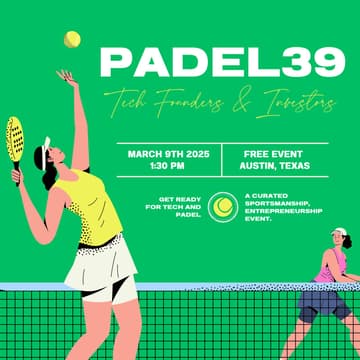 PADEL39
Tech Founders & Investors
MARCH 9TH 2025
1:30 PM
FREE EVENT
AUSTIN, TEXAS
GET READY
FOR TECH AND
PADEL
A CURATED
SPORTSMANSHIP,
ENTREPRENEURSHIP
EVENT.